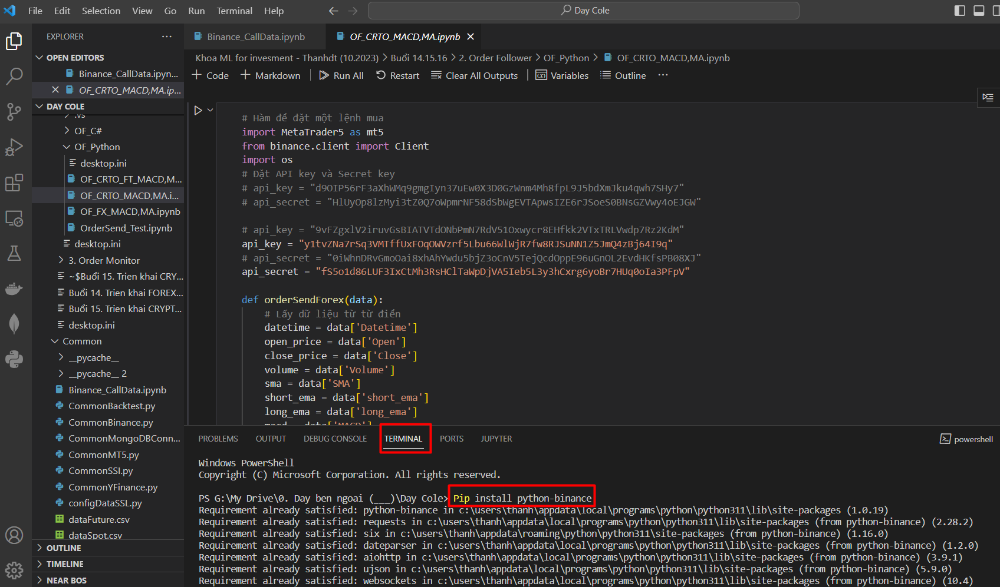 File Edit Selection View Go Run Terminal Help
Day Cole
EXPLORER
Binance_CallData.ipynb
OF_CRTO_MACD,MA.ipynb
OPEN EDITORS
Binance_CallData.ipyn...
OF_CRTO_MACD,MA.ip...
DAY COLE
.vs
OF_C#
OF_Python
desktop.ini
OF_CRTO_FT_MACD,M...
OF_CRTO_MACD,MA.i...
OF_FX_MACD,MA.ipynb
OrderSend_Test.ipynb
desktop.ini
3. Order Monitor
~$Buổi 15. Trien khai CRY...
Buổi 14. Trien khai FOREX...
Buổi 15. Trien khai CRYPT...
desktop.ini
Common
__pycache__
__pycache__ 2
Binance_CallData.ipynb
CommonBacktest.py
CommonBinance.py
CommonMongoDBConn...
CommonMT5.py
CommonSSI.py
CommonYFinance.py
configDataSSL.py
dataFuture.csv
dataSpot.csv
OUTLINE
TIMELINE
NEAR BOS
Khoa ML for invesment - Thanhdt (10.2023) > Buổi 14.15.16 > 2. Order Follower > OF_Python > OF_CRTO_MACD,MA.ipynb
Code Markdown Run All Restart Clear All Outputs Variables Outline ...
# Hàm để đặt một lệnh mua
import MetaTrader5 as mt5
from binance.client import Client
import os
# Đặt API key và Secret key
# api_key = "d9OIP56rF3aXhWMq9gmgIyn37uEw0X3D0GzWnm4Mh8fpL9J5bdXmJku4qwh7SHy7"
# api_secret = "HlUyOp8lzMyi3tZ0Q7oWpmrNF58dSbWgEVTApwsIZE6rJSoeS0BNsGZVwy4oEJGW"
# api_key = "9vFZgxlV2iruvGsBIATVTdONbPmN7RdV51Oxwycr8EHfkk2VTxTRLVwdp7Rz2KdM"
api_key = "y1tvZNa7rSq3VMTffUxFOqOWVzrf5Lbu66WlWjR7fw8RJSuNN1Z5JmQ4zBj64I9q"
# api_secret = "0iWhnDRvGmoOai8xhAhYwdu5bjZ3oCnV5TejQcdOppE96uGnOL2EvdHKfsPB08XJ"
api_secret = "fS5o1d86LUF3IxCtMh3RsHClTaWpDjVA5Ieb5L3y3hCxrg6yoBr7HUq0oIa3PFpV"
def orderSendForex(data):
# Lấy dữ liệu từ từ điển
datetime = data['Datetime']
open_price = data['Open']
close_price = data['Close']
volume = data['Volume']
sma = data['SMA']
short_ema = data['short_ema']
long_ema = data['long_ema']
macd = data['MACD']
PROBLEMS OUTPUT DEBUG CONSOLE TERMINAL PORTS JUPYTER
powershell
Windows PowerShell
Copyright (C) Microsoft Corporation. All rights reserved.
PS G:\My Drive\0. Day ben ngoai (___)\Day Cole> Pip install python-binance
Requirement already satisfied: python-binance in c:\users\thanh\appdata\local\programs\python\python311\lib\site-packages (1.0.19)
Requirement already satisfied: requests in c:\users\thanh\appdata\local\programs\python\python311\lib\site-packages (from python-binance) (2.28.2)
Requirement already satisfied: six in c:\users\thanh\appdata\roaming\python\python311\site-packages (from python-binance) (1.16.0)
Requirement already satisfied: dateparser in c:\users\thanh\appdata\local\programs\python\python311\lib\site-packages (from python-binance) (1.2.0)
Requirement already satisfied: aiohttp in c:\users\thanh\appdata\local\programs\python\python311\lib\site-packages (from python-binance) (3.9.1)
Requirement already satisfied: ujson in c:\users\thanh\appdata\local\programs\python\python311\lib\site-packages (from python-binance) (5.9.0)
Requirement already satisfied: websockets in c:\users\thanh\appdata\local\programs\python\python311\lib\site-packages (from python-binance) (10.4)